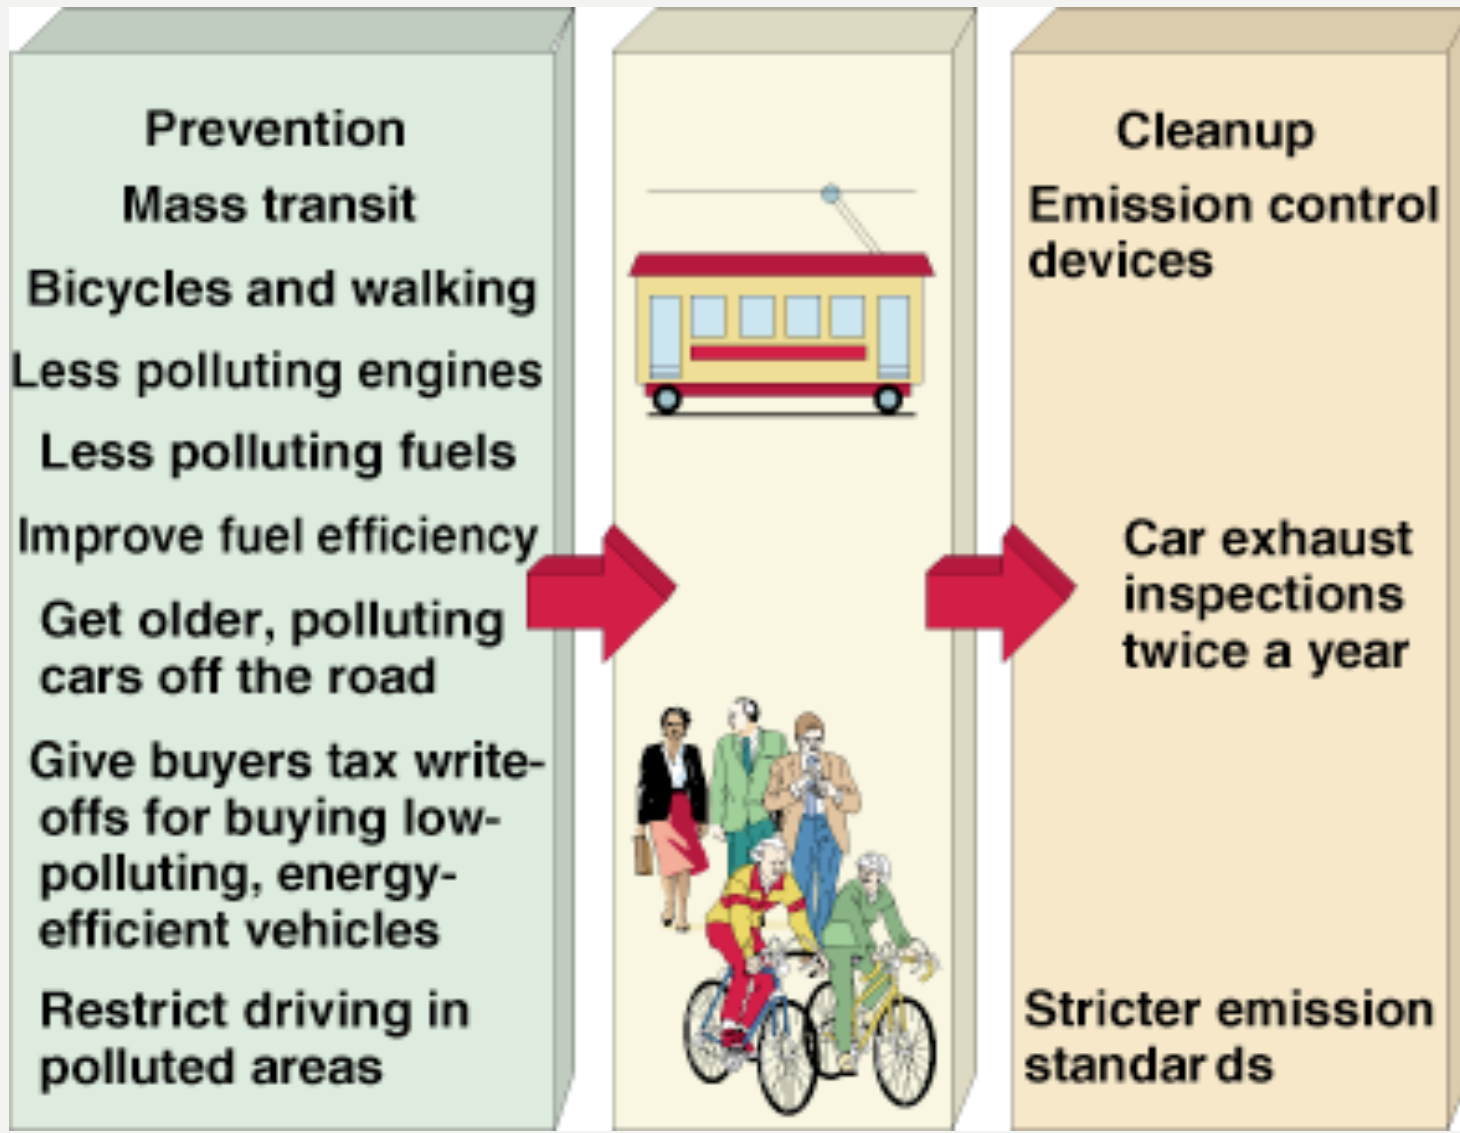 Prevention
Mass transit
Bicycles and walking
Less polluting engines
Less polluting fuels
Improve fuel efficiency
Get older, polluting
cars off the road
Give buyers tax write-
offs for buying low-
polluting, energy-
efficient vehicles
Restrict driving in
polluted areas
Cleanup
Emission control
devices
Car exhaust
inspections
twice a year
Stricter emission
standards